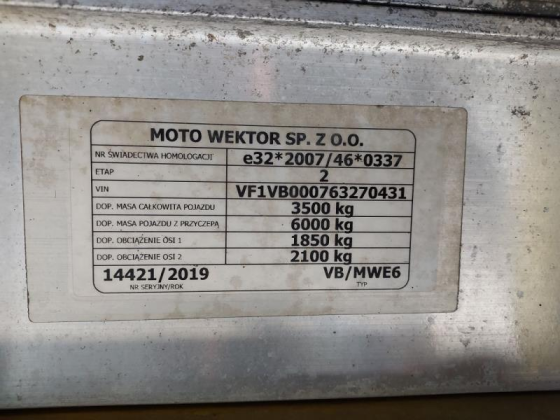 MOTO WEKTOR SP. Z O.O.
NR ŚWIADECTWA HOMOLOGACJI e32*2007/46*0337
ETAP 2
VIN VF1VB000763270431
DOP. MASA CAŁKOWITA POJAZDU 3500 kg
DOP. MASA POJAZDU Z PRZYCZEPĄ 6000 kg
DOP. OBCIĄŻENIE OSI 1 1850 kg
DOP. OBCIĄŻENIE OSI 2 2100 kg
14421/2019 VB/MWE6
NR SERYJNY/ROK TYP